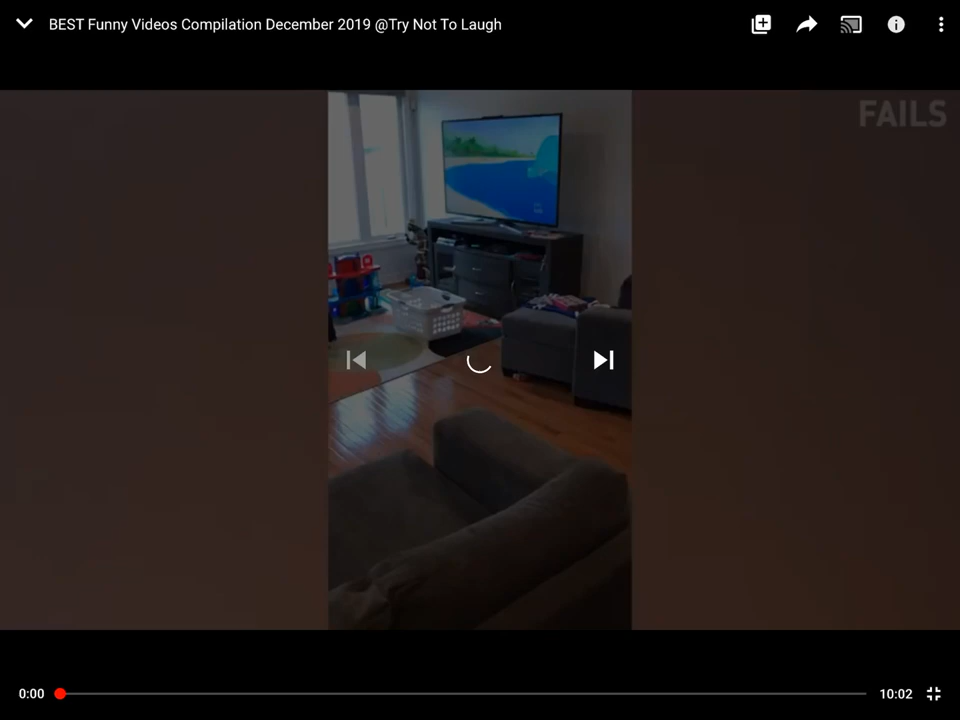 BEST Funny Videos Compilation December 2019 @Try Not To Laugh
FAILS
0:00
10:02